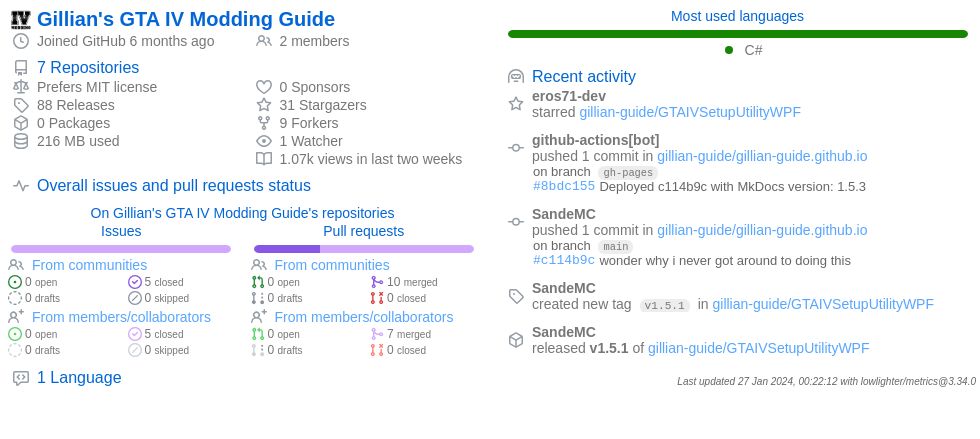 Gillian's GTA IV Modding Guide
Joined GitHub 6 months ago
2 members
7 Repositories
Prefers MIT license
88 Releases
0 Packages
216 MB used
0 Sponsors
31 Stargazers
9 Forkers
1 Watcher
1.07k views in last two weeks
Overall issues and pull requests status
On Gillian's GTA IV Modding Guide's repositories
Issues
From communities
0 open
5 closed
0 drafts
0 skipped
From members/collaborators
0 open
5 closed
0 drafts
0 skipped
Pull requests
From communities
0 open
10 merged
0 drafts
0 closed
From members/collaborators
0 open
7 merged
0 drafts
0 closed
1 Language
Most used languages
C#
Recent activity
eros71-dev
starred gillian-guide/GTAIVSetupUtilityWPF
github-actions[bot]
pushed 1 commit in gillian-guide/gillian-guide.github.io
on branch gh-pages
#8bdc155 Deployed c114b9c with MkDocs version: 1.5.3
SandeMC
pushed 1 commit in gillian-guide/gillian-guide.github.io
on branch main
#c114b9c wonder why i never got around to doing this
SandeMC
created new tag v1.5.1 in gillian-guide/GTAIVSetupUtilityWPF
SandeMC
released v1.5.1 of gillian-guide/GTAIVSetupUtilityWPF
Last updated 27 Jan 2024, 00:22:12 with lowlighter/metrics@3.34.0